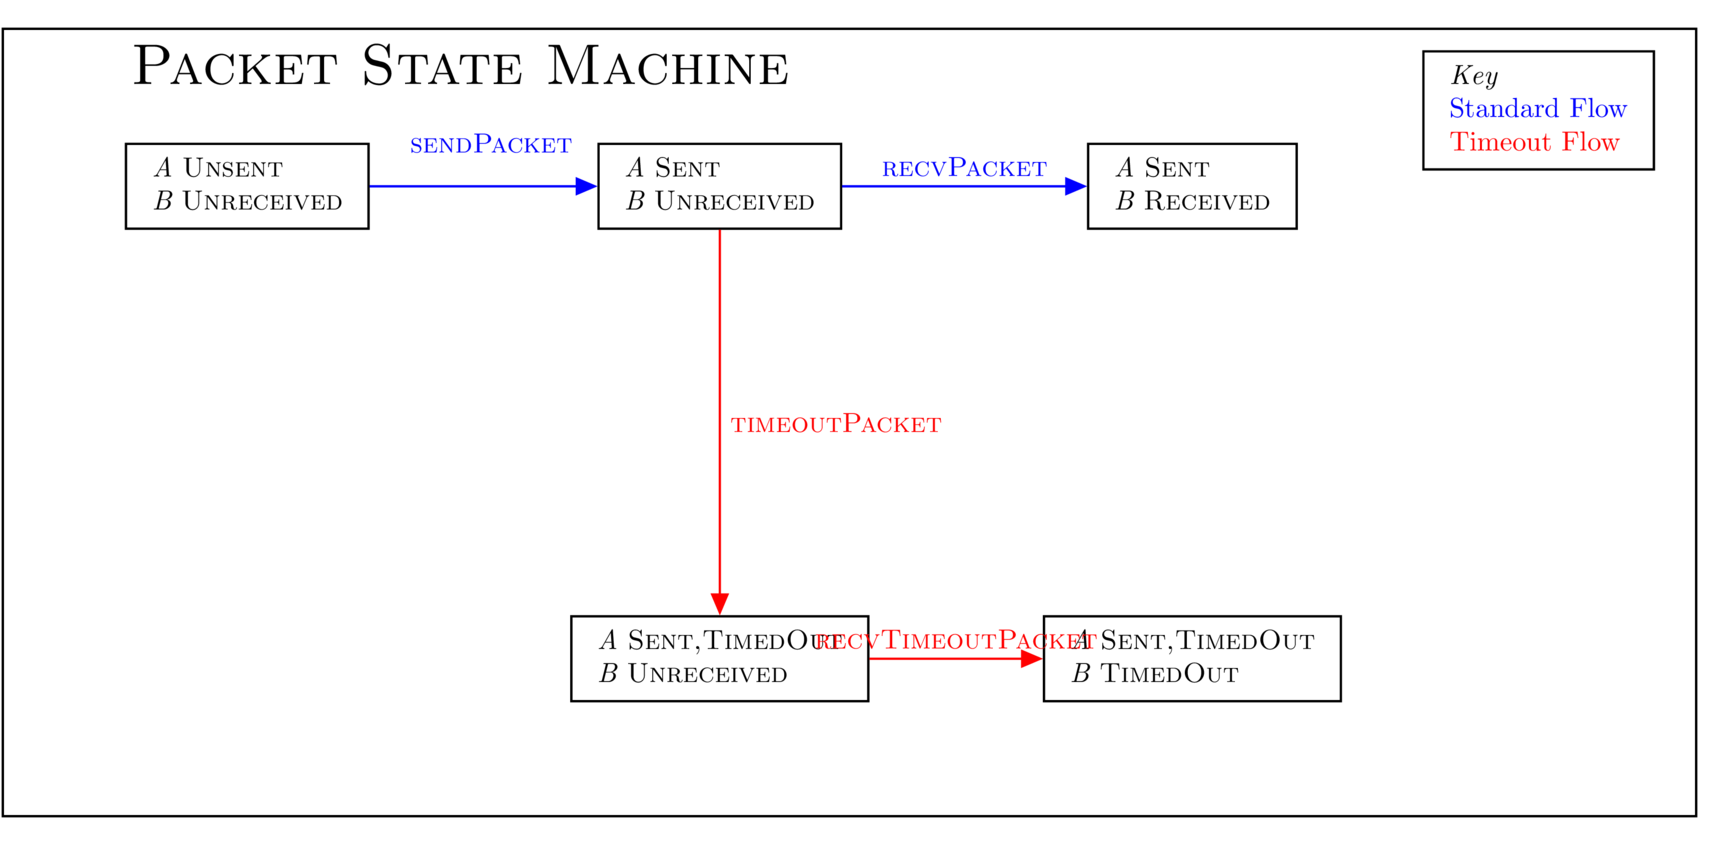 PACKET STATE MACHINE
Key
Standard Flow
Timeout Flow
A UNSENT
B UNRECEIVED
SENDPACKET
A SENT
B UNRECEIVED
RECVPACKET
A SENT
B RECEIVED
TIMEOUTPACKET
A SENT,TIMEDOUT
B UNRECEIVED
RECVTIMEOUTPACKET
A SENT,TIMEDOUT
B TIMEDOUT